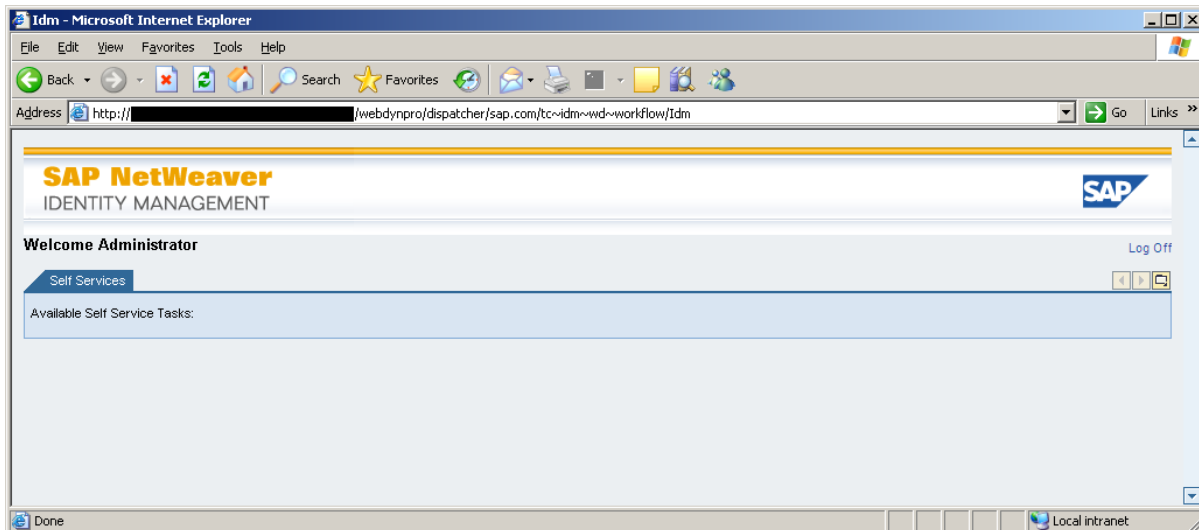 Idm - Microsoft Internet Explorer
File Edit View Favorites Tools Help
Back Search Favorites
Address http:// /webdynpro/dispatcher/sap.com/tc~idm~wd~workflow/Idm Go Links »
SAP NetWeaver
IDENTITY MANAGEMENT
SAP
Welcome Administrator
Log Off
Self Services
Available Self Service Tasks:
Done Local intranet